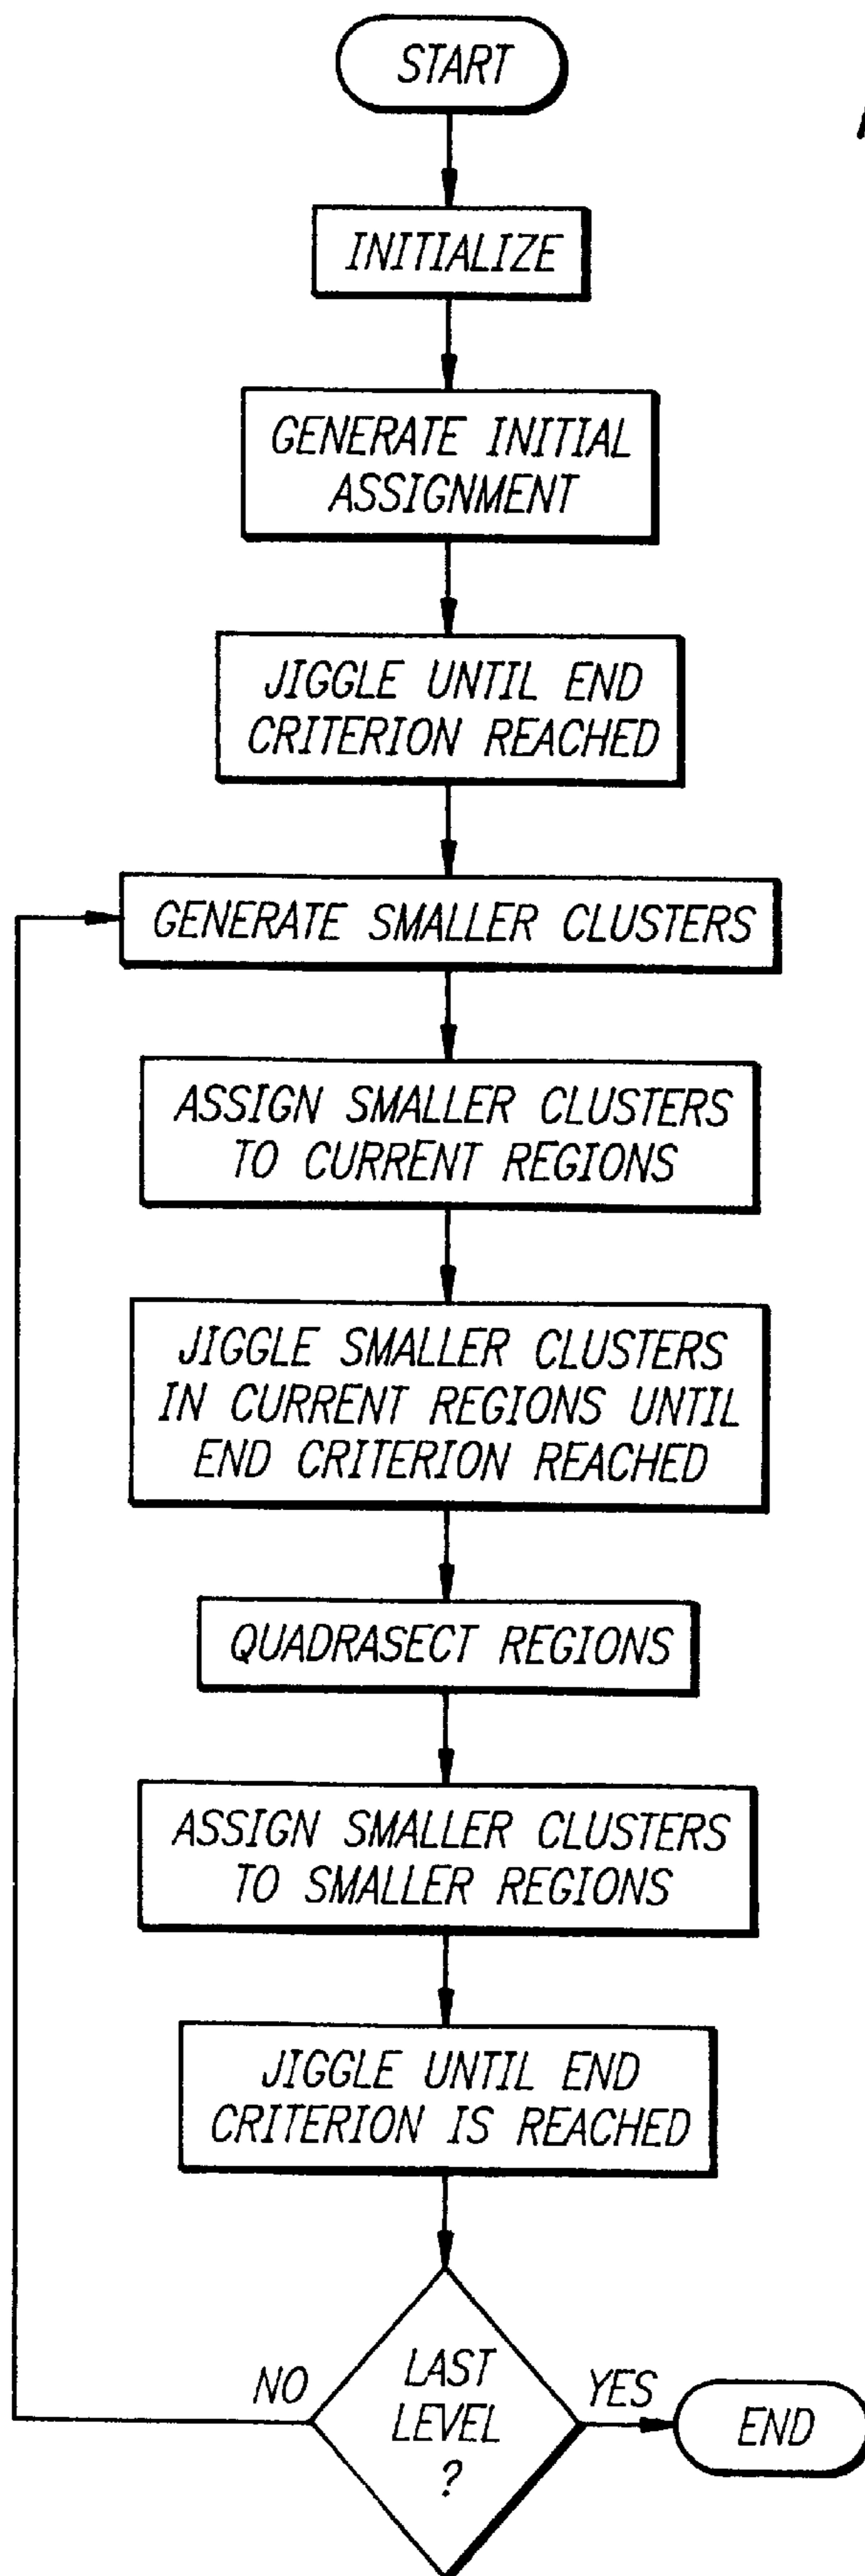 START
INITIALIZE
GENERATE INITIAL
ASSIGNMENT
JIGGLE UNTIL END
CRITERION REACHED
GENERATE SMALLER CLUSTERS
ASSIGN SMALLER CLUSTERS
TO CURRENT REGIONS
JIGGLE SMALLER CLUSTERS
IN CURRENT REGIONS UNTIL
END CRITERION REACHED
QUADRASECT REGIONS
ASSIGN SMALLER CLUSTERS
TO SMALLER REGIONS
JIGGLE UNTIL END
CRITERION IS REACHED
NO
LAST
LEVEL
?
YES
END